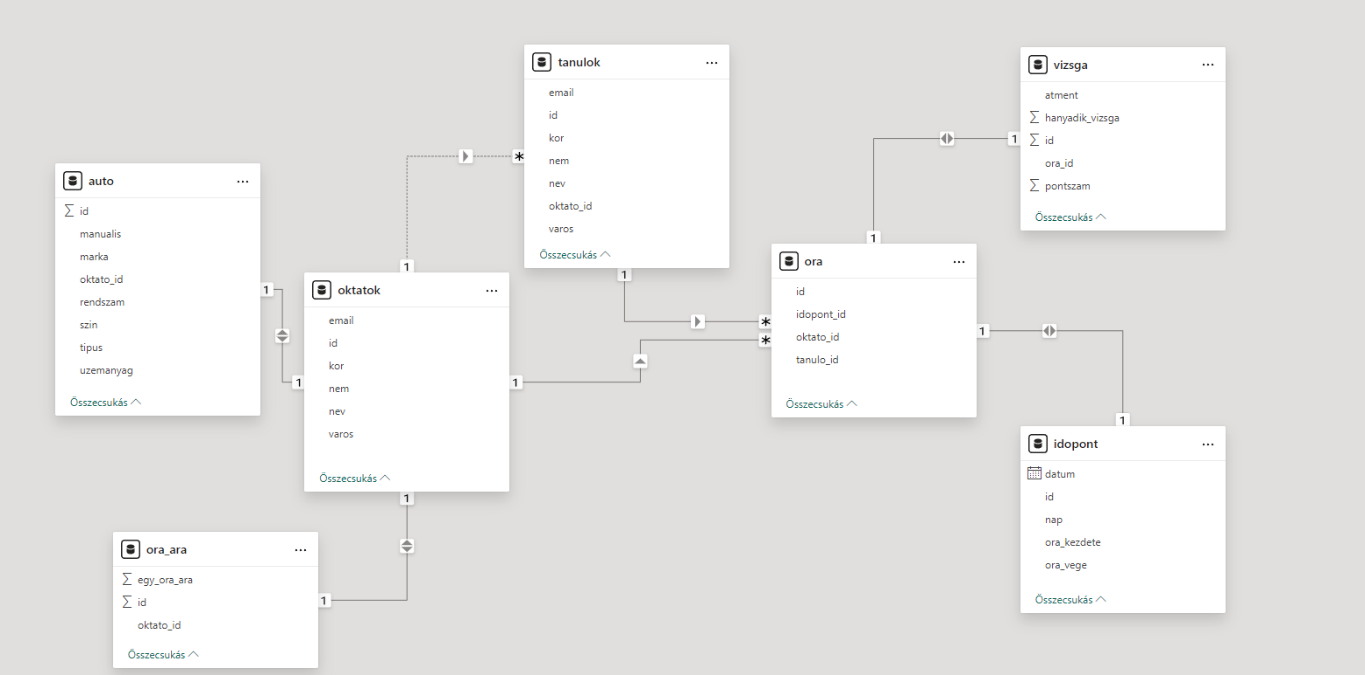 tanulok
email
id
kor
nem
nev
oktato_id
varos
Összecsukás
vizsga
atment
hanyadik_vizsga
id
ora_id
pontszam
Összecsukás
auto
id
manualis
marka
oktato_id
rendszam
szin
tipus
uzemanyag
Összecsukás
oktatok
email
id
kor
nem
nev
varos
Összecsukás
ora
id
idopont_id
oktato_id
tanulo_id
Összecsukás
idopont
datum
id
nap
ora_kezdete
ora_vege
Összecsukás
ora_ara
egy_ora_ara
id
oktato_id
Összecsukás
1
*
1
1
1
1
*
1
*
1
1
1
1
1
1